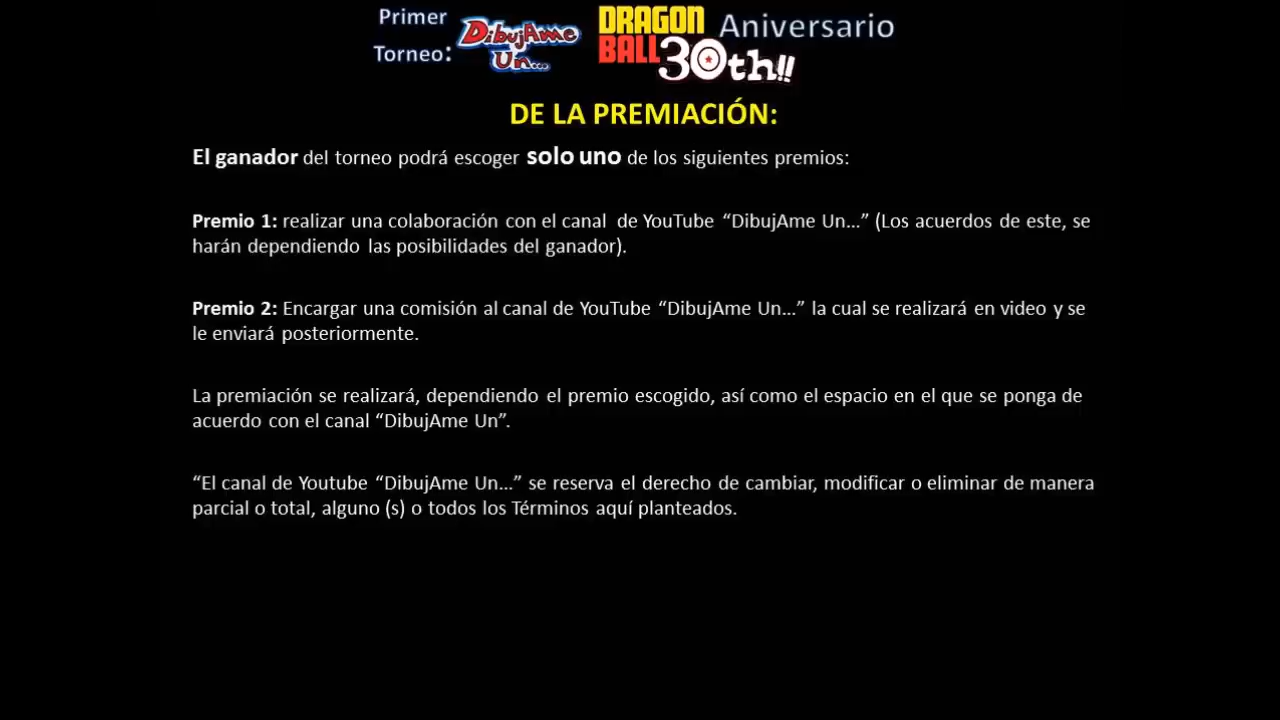 Primer
Torneo:
DibujAme
Un...
DRAGON
BALL
30th!!
Aniversario
DE LA PREMIACIÓN:
El ganador del torneo podrá escoger solo uno de los siguientes premios:
Premio 1: realizar una colaboración con el canal de YouTube “DibujAme Un...” (Los acuerdos de este, se
harán dependiendo las posibilidades del ganador).
Premio 2: Encargar una comisión al canal de YouTube “DibujAme Un...” la cual se realizará en video y se
le enviará posteriormente.
La premiación se realizará, dependiendo el premio escogido, así como el espacio en el que se ponga de
acuerdo con el canal “DibujAme Un”.
“El canal de Youtube “DibujAme Un...” se reserva el derecho de cambiar, modificar o eliminar de manera
parcial o total, alguno (s) o todos los Términos aquí planteados.